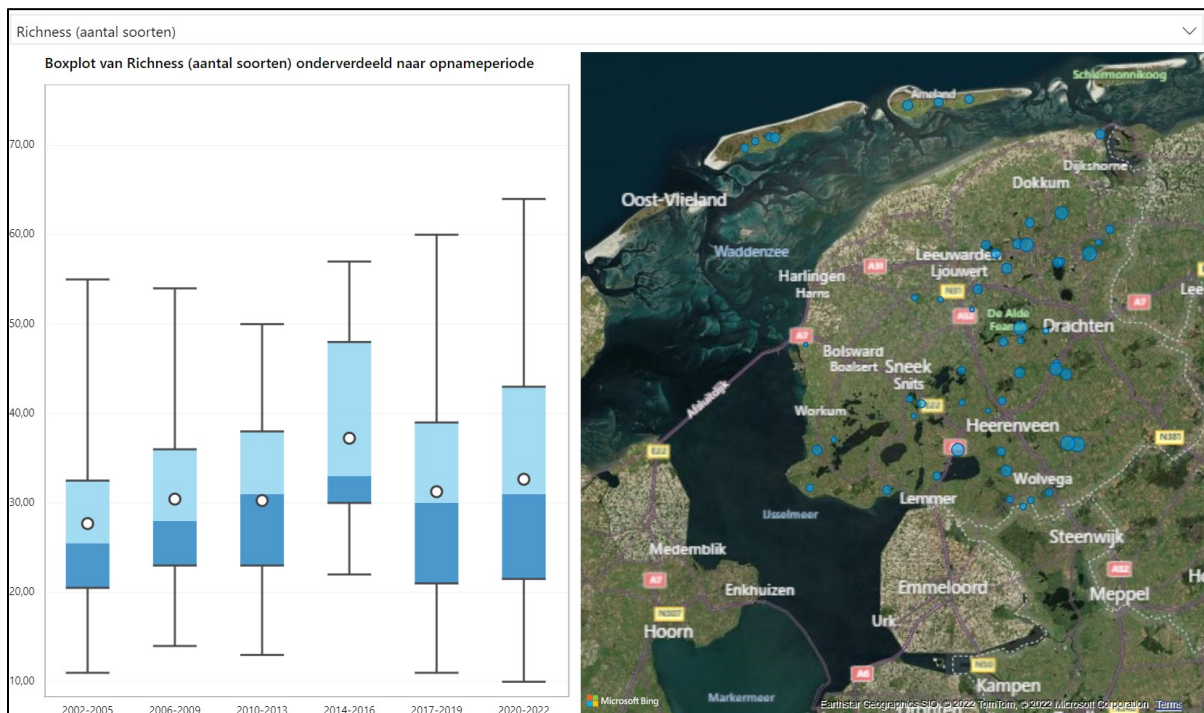 Richness (aantal soorten)
Boxplot van Richness (aantal soorten) onderverdeeld naar opnameperiode
70,00
60,00
50,00
40,00
30,00
20,00
10,00
2002-2005 2006-2009 2010-2013 2014-2016 2017-2019 2020-2022
Schiermonnikoog
Ameland
Dijkshorne
Dokkum
Oost-Vlieland
Waddenzee
Leeuwarden
Ljouwert
Harlingen
Harns
A31
N31
A7
De Alde
Drachten
A7
Bolsward
Boalsert
Sneek
Snits
Afsluitdijk
E22
Workum
Heerenveen
N381
E22
Wolvega
Lemmer
IJsselmeer
Steenwijk
Medemblik
A7
Enkhuizen
Emmeloord
Meppel
N307
Hoorn
Urk
N50
Kampen
A6
Markermeer
Microsoft Bing
Earthstar Geographics SIO, © 2022 TomTom, © 2022 Microsoft Corporation Terms